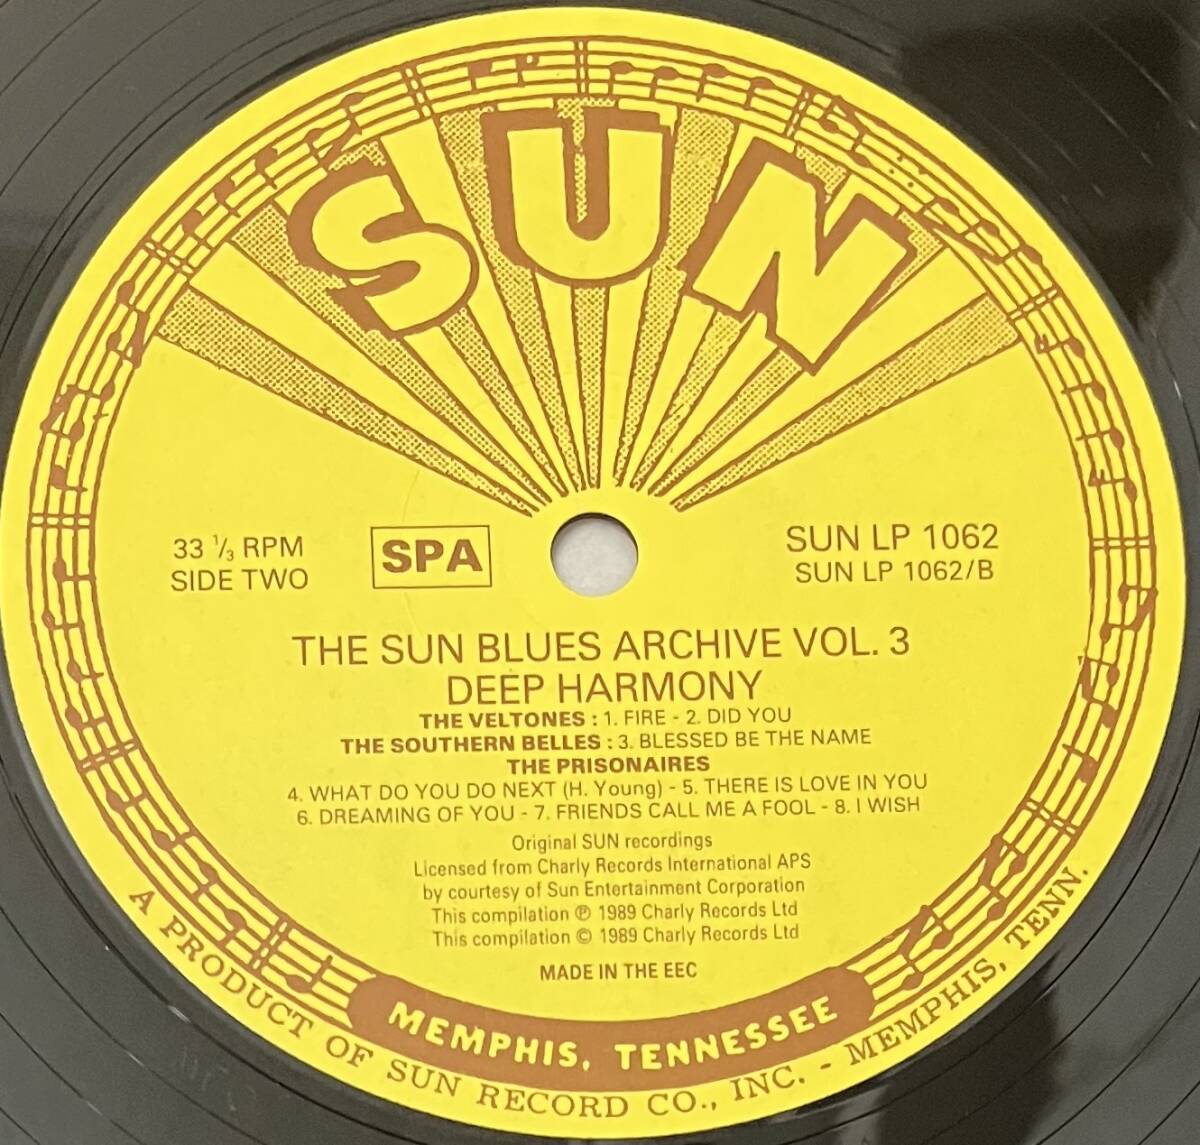 SUN
33 1/3 RPM
SIDE TWO
SPA
SUN LP 1062
SUN LP 1062/B
THE SUN BLUES ARCHIVE VOL. 3
DEEP HARMONY
THE VELTONES : 1. FIRE - 2. DID YOU
THE SOUTHERN BELLES : 3. BLESSED BE THE NAME
THE PRISONAIRES
4. WHAT DO YOU DO NEXT (H. Young) - 5. THERE IS LOVE IN YOU
6. DREAMING OF YOU - 7. FRIENDS CALL ME A FOOL - 8. I WISH
Original SUN recordings
Licensed from Charly Records International APS
by courtesy of Sun Entertainment Corporation
This compilation ℗ 1989 Charly Records Ltd
This compilation © 1989 Charly Records Ltd
MADE IN THE EEC
MEMPHIS, TENNESSEE
A PRODUCT OF SUN RECORD CO., INC. - MEMPHIS, TENN.